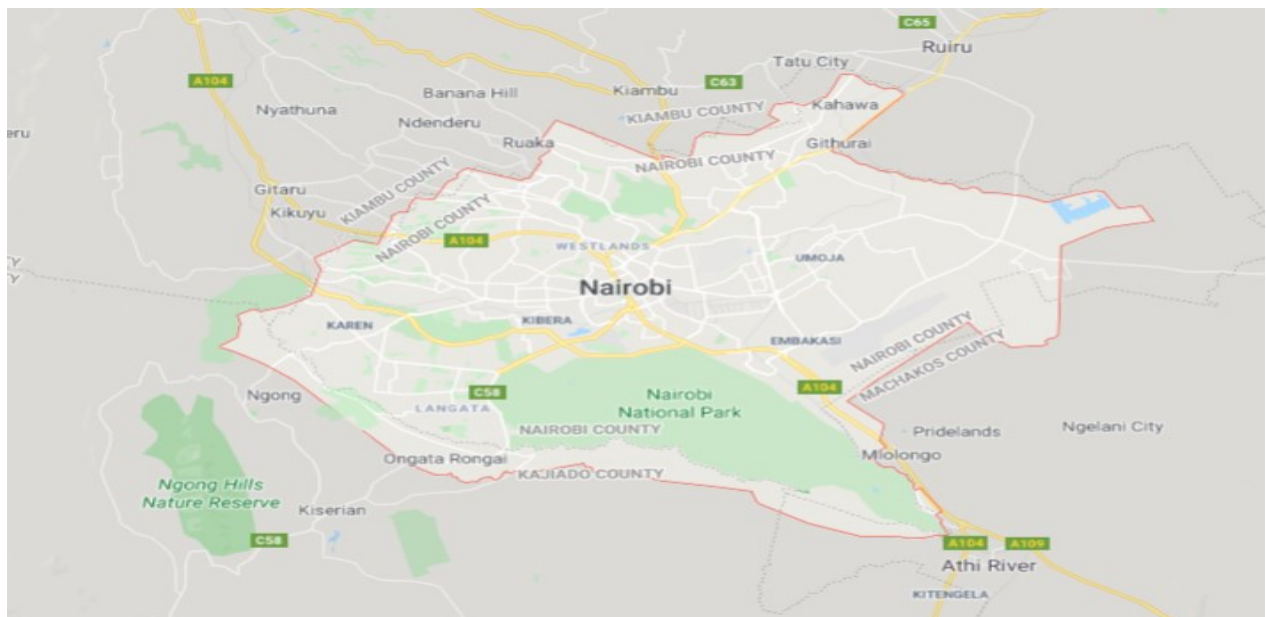 C65
Ruiru
Tatu City
A104
C63
Banana Hill
Kiambu
Kahawa
Nyathuna
KIAMBU COUNTY
Ndenderu
eru
Ruaka
Githurai
NAIROBI COUNTY
Gitaru
KIAMBU COUNTY
Kikuyu
NAIROBI COUNTY
A104
WESTLANDS
UMOJA
Nairobi
KIBERA
KAREN
EMBAKASI
NAIROBI COUNTY
MACHAKOS COUNTY
A104
C58
Ngong
Nairobi
National Park
LANGATA
NAIROBI COUNTY
Pridelands
Ngelani City
Mlolongo
Ongata Rongai
KAJIADO COUNTY
Ngong Hills
Nature Reserve
Kiserian
C58
A104
A109
Athi River
KITENGELA